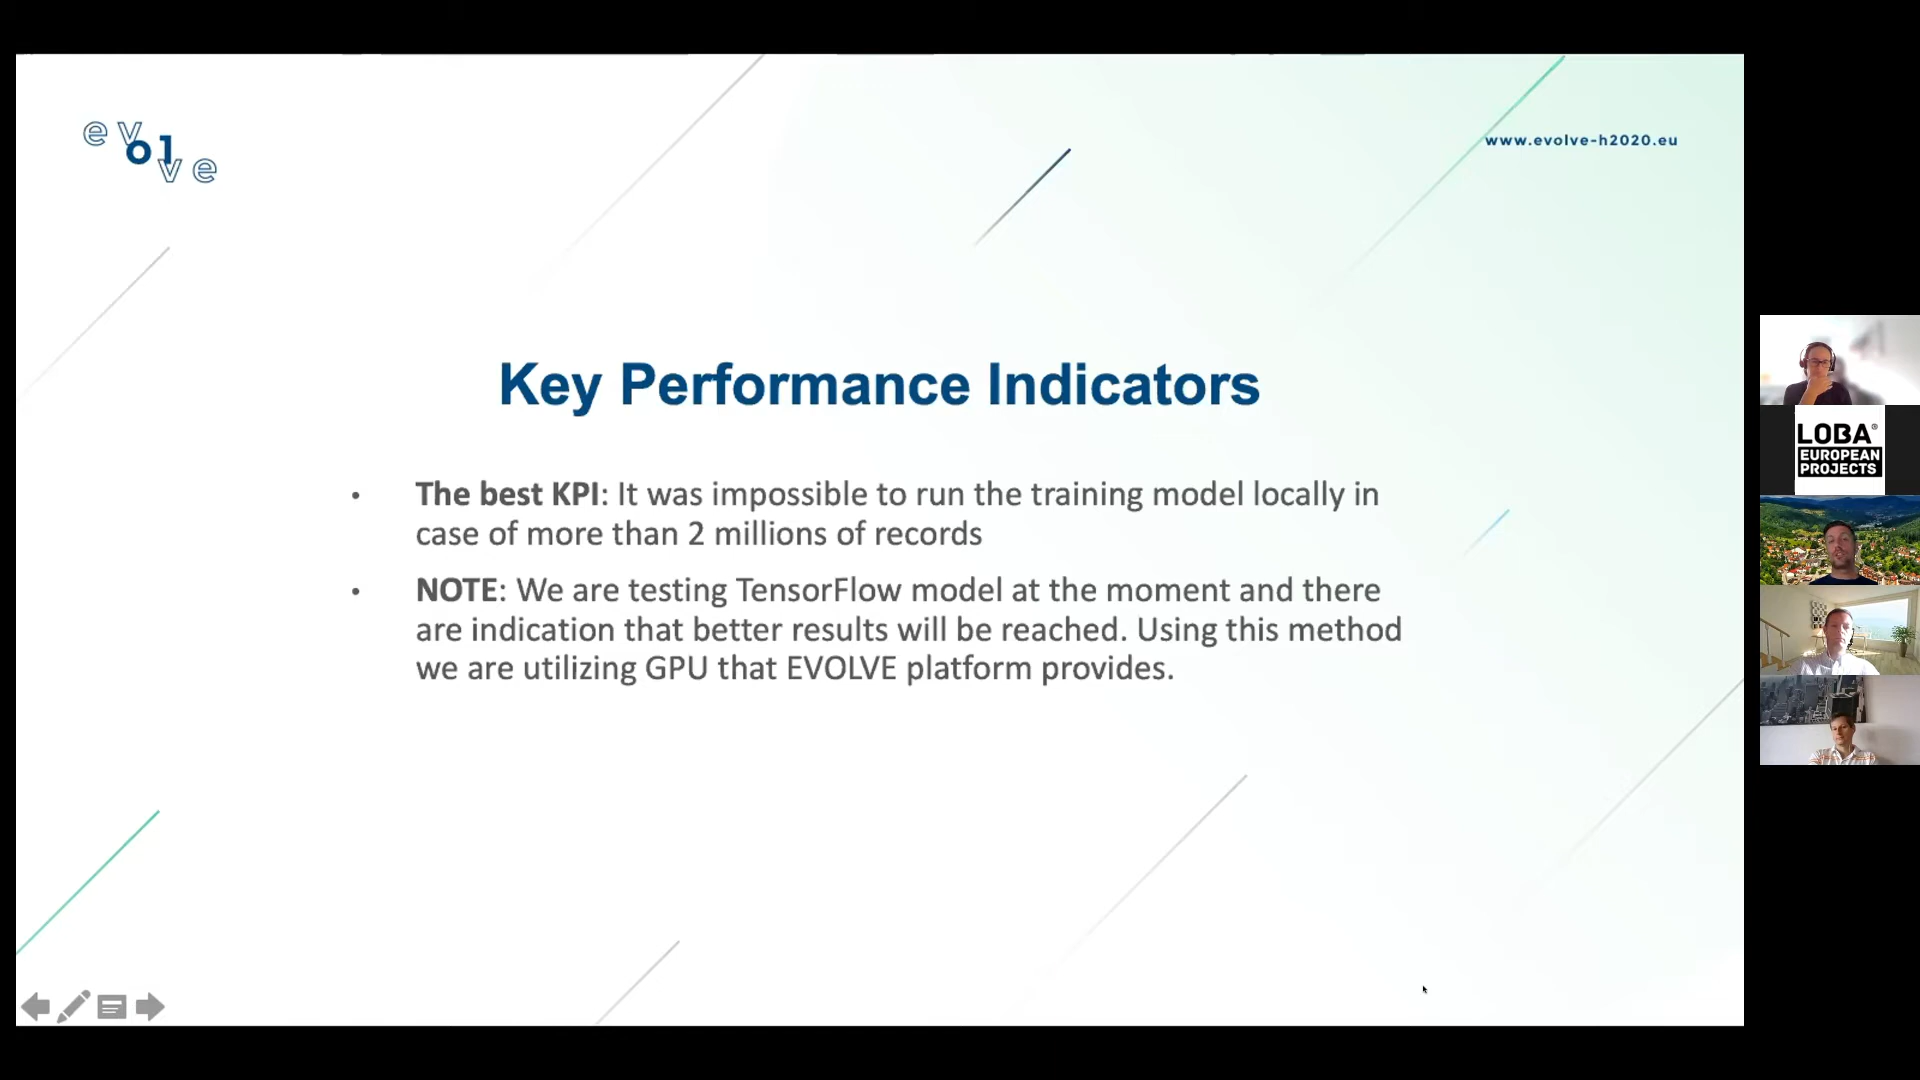 ev
ol
ve
www.evolve-h2020.eu
Key Performance Indicators
• The best KPI: It was impossible to run the training model locally in
case of more than 2 millions of records
• NOTE: We are testing TensorFlow model at the moment and there
are indication that better results will be reached. Using this method
we are utilizing GPU that EVOLVE platform provides.
LOBA®
EUROPEAN
PROJECTS